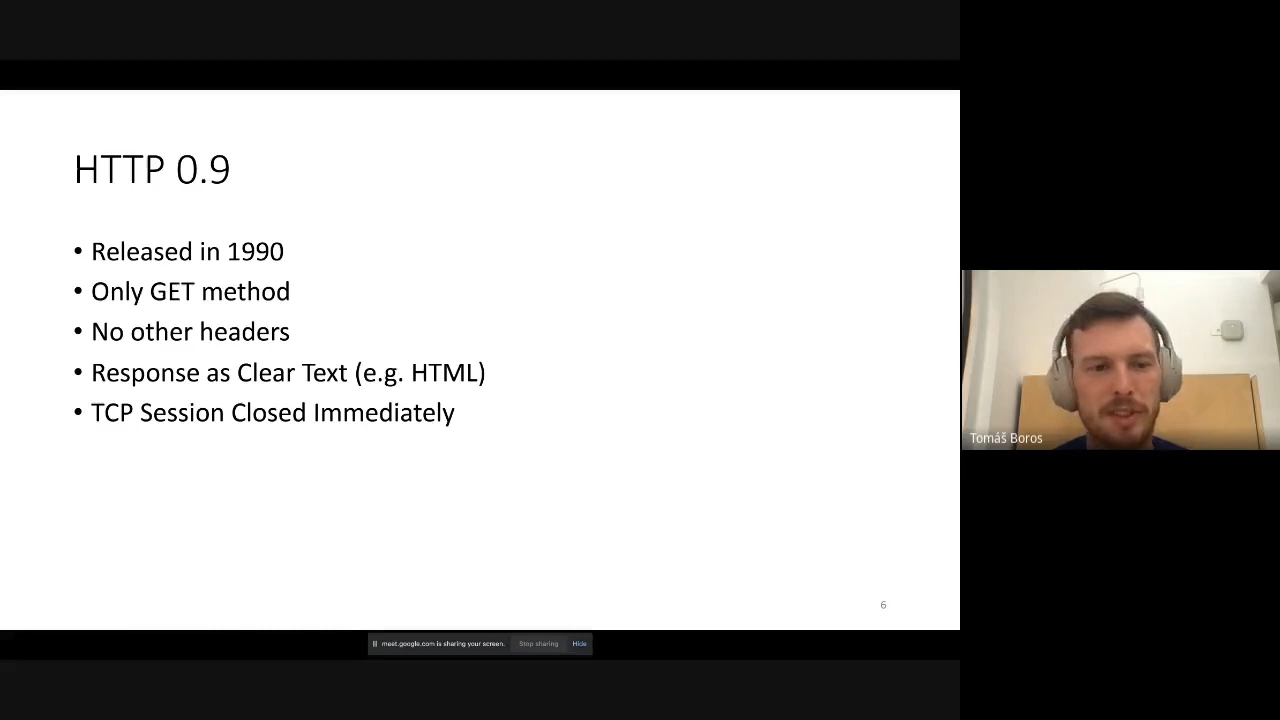 HTTP 0.9
• Released in 1990
• Only GET method
• No other headers
• Response as Clear Text (e.g. HTML)
• TCP Session Closed Immediately
6
Tomáš Boros
meet.google.com is sharing your screen. Stop sharing Hide